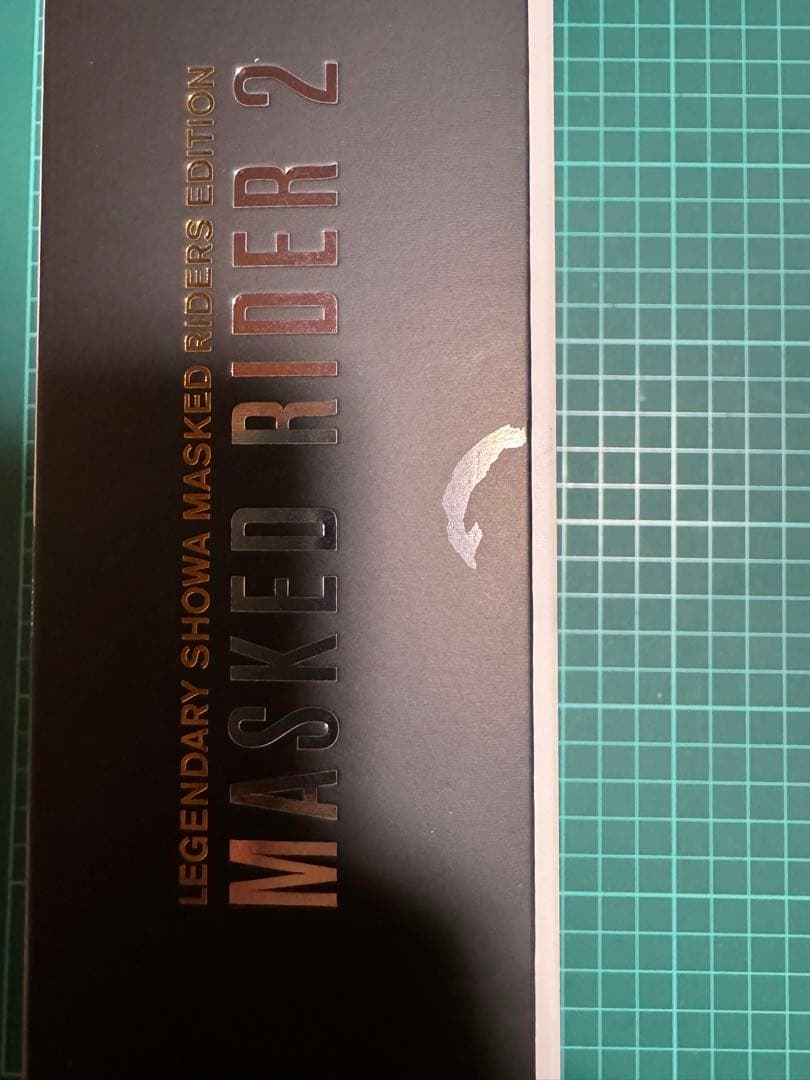 LEGENDARY SHOWA MASKED RIDERS EDITION
MASKED RIDER 2